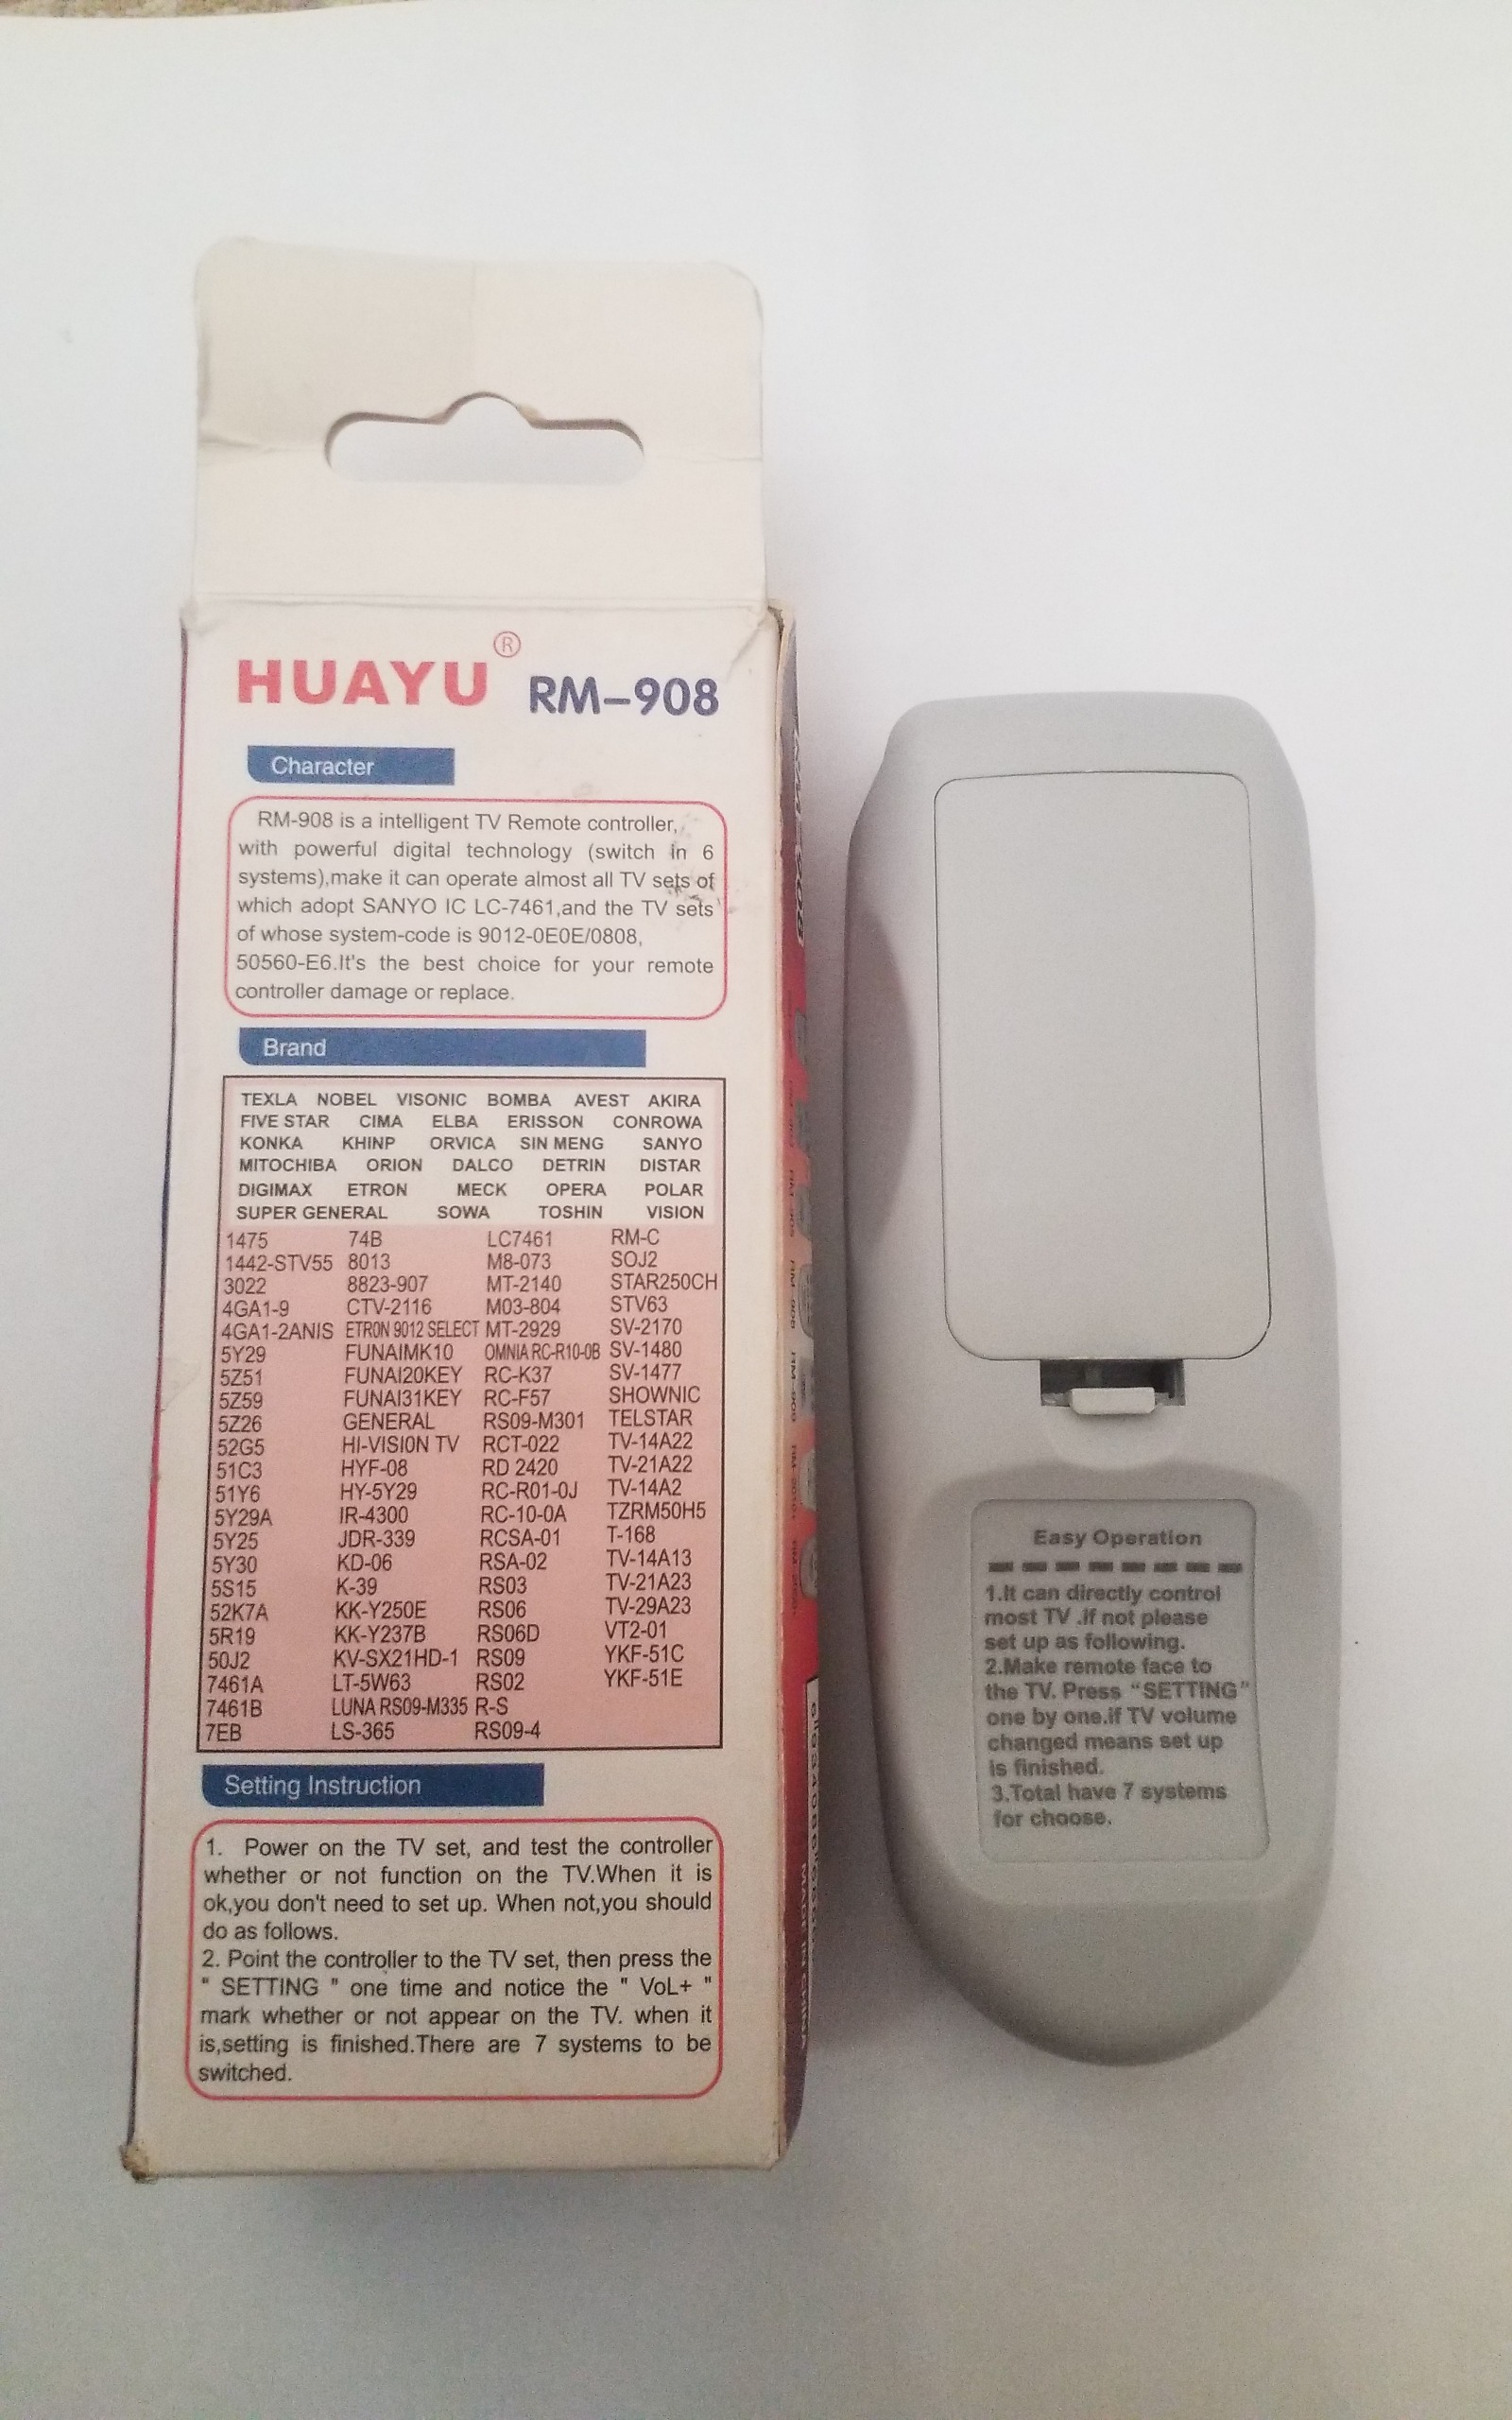 HUAYU® RM-908
Character
RM-908 is a intelligent TV Remote controller,
with powerful digital technology (switch in 6
systems),make it can operate almost all TV sets of
which adopt SANYO IC LC-7461,and the TV sets
of whose system-code is 9012-0E0E/0808,
50560-E6.It's the best choice for your remote
controller damage or replace.
Brand
TEXLA NOBEL VISONIC BOMBA AVEST AKIRA
FIVE STAR CIMA ELBA ERISSON CONROWA
KONKA KHINP ORVICA SIN MENG SANYO
MITOCHIBA ORION DALCO DETRIN DISTAR
DIGIMAX ETRON MECK OPERA POLAR
SUPER GENERAL SOWA TOSHIN VISION
1475 74B LC7461 RM-C
1442-STV55 8013 M8-073 SOJ2
3022 8823-907 MT-2140 STAR250CH
4GA1-9 CTV-2116 M03-804 STV63
4GA1-2ANIS ETRON 9012 SELECT MT-2929 SV-2170
5Y29 FUNAIMK10 OMNIA RC-R10-0B SV-1480
5Z51 FUNAI20KEY RC-K37 SV-1477
5Z59 FUNAI31KEY RC-F57 SHOWNIC
5Z26 GENERAL RS09-M301 TELSTAR
52G5 HI-VISION TV RCT-022 TV-14A22
51C3 HYF-08 RD 2420 TV-21A22
51Y6 HY-5Y29 RC-R01-0J TV-14A2
5Y29A IR-4300 RC-10-0A TZRM50H5
5Y25 JDR-339 RCSA-01 T-168
5Y30 KD-06 RSA-02 TV-14A13
5S15 K-39 RS03 TV-21A23
52K7A KK-Y250E RS06 TV-29A23
5R19 KK-Y237B RS06D VT2-01
50J2 KV-SX21HD-1 RS09 YKF-51C
7461A LT-5W63 RS02 YKF-51E
7461B LUNA RS09-M335 R-S
7EB LS-365 RS09-4
Setting Instruction
1. Power on the TV set, and test the controller
whether or not function on the TV.When it is
ok,you don't need to set up. When not,you should
do as follows.
2. Point the controller to the TV set, then press the
" SETTING " one time and notice the " VoL+ "
mark whether or not appear on the TV. when it
is,setting is finished.There are 7 systems to be
switched.
Easy Operation
1.It can directly control
most TV .if not please
set up as following.
2.Make remote face to
the TV. Press “SETTING”
one by one.if TV volume
changed means set up
is finished.
3.Total have 7 systems
for choose.